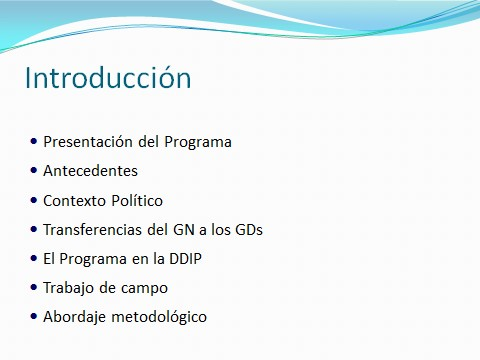 Introducción
• Presentación del Programa
• Antecedentes
• Contexto Político
• Transferencias del GN a los GDs
• El Programa en la DDIP
• Trabajo de campo
• Abordaje metodológico